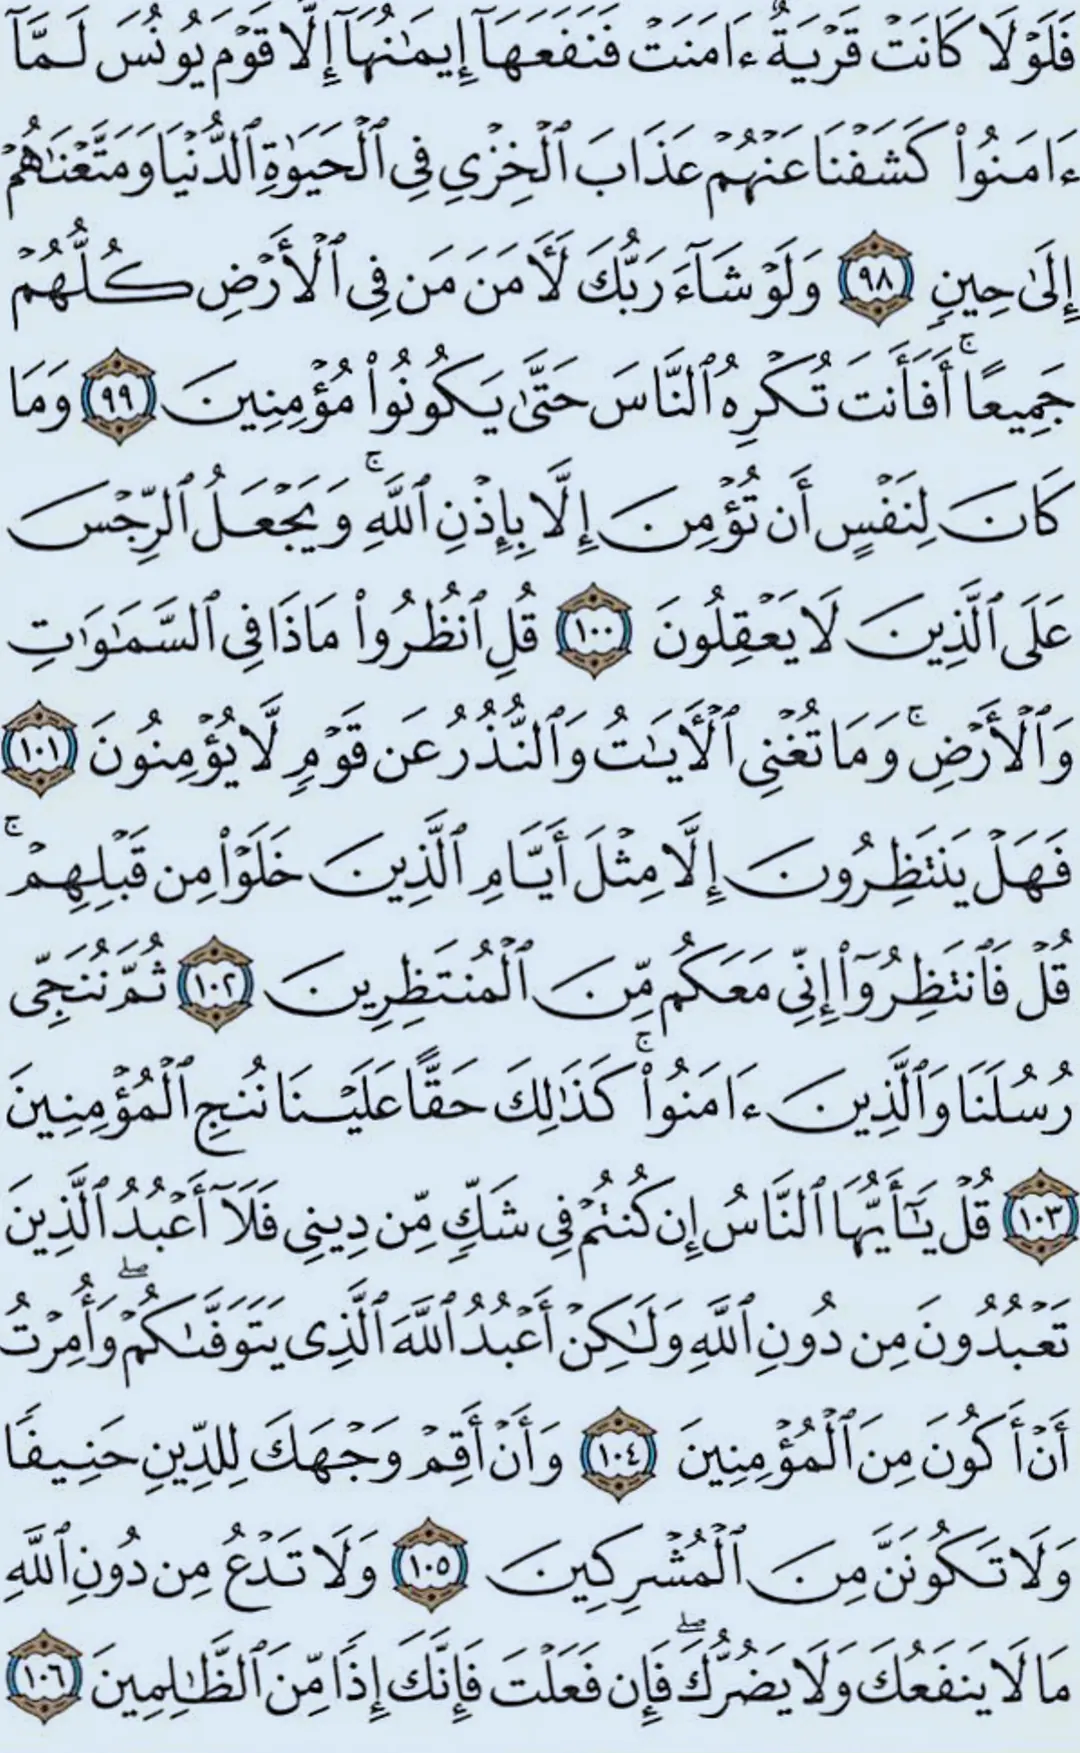 فَلَوْلَا كَانَتْ قَرْيَةٌ ءَامَنَتْ فَنَفَعَهَآ إِيمَٰنُهَآ إِلَّا قَوْمَ يُونُسَ لَمَّآ
ءَامَنُوا۟ كَشَفْنَا عَنْهُمْ عَذَابَ ٱلْخِزْىِ فِى ٱلْحَيَوٰةِ ٱلدُّنْيَا وَمَتَّعْنَٰهُمْ
إِلَىٰ حِينٍ ٩٨ وَلَوْ شَآءَ رَبُّكَ لَءَامَنَ مَن فِى ٱلْأَرْضِ كُلُّهُمْ
جَمِيعًا ۚ أَفَأَنتَ تُكْرِهُ ٱلنَّاسَ حَتَّىٰ يَكُونُوا۟ مُؤْمِنِينَ ٩٩ وَمَا
كَانَ لِنَفْسٍ أَن تُؤْمِنَ إِلَّا بِإِذْنِ ٱللَّهِ ۚ وَيَجْعَلُ ٱلرِّجْسَ
عَلَى ٱلَّذِينَ لَا يَعْقِلُونَ ١٠٠ قُلِ ٱنظُرُوا۟ مَاذَا فِى ٱلسَّمَٰوَٰتِ
وَٱلْأَرْضِ ۚ وَمَا تُغْنِى ٱلْءَايَٰتُ وَٱلنُّذُرُ عَن قَوْمٍ لَّا يُؤْمِنُونَ ١٠١
فَهَلْ يَنتَظِرُونَ إِلَّا مِثْلَ أَيَّامِ ٱلَّذِينَ خَلَوْا۟ مِن قَبْلِهِمْ ۚ
قُلْ فَٱنتَظِرُوٓا۟ إِنِّى مَعَكُم مِّنَ ٱلْمُنتَظِرِينَ ١٠٢ ثُمَّ نُنَجِّى
رُسُلَنَا وَٱلَّذِينَ ءَامَنُوا۟ ۚ كَذَٰلِكَ حَقًّا عَلَيْنَا نُنجِ ٱلْمُؤْمِنِينَ
١٠٣ قُلْ يَٰٓأَيُّهَا ٱلنَّاسُ إِن كُنتُمْ فِى شَكٍّ مِّن دِينِى فَلَآ أَعْبُدُ ٱلَّذِينَ
تَعْبُدُونَ مِن دُونِ ٱللَّهِ وَلَٰكِنْ أَعْبُدُ ٱللَّهَ ٱلَّذِى يَتَوَفَّىٰكُمْ ۖ وَأُمِرْتُ
أَنْ أَكُونَ مِنَ ٱلْمُؤْمِنِينَ ١٠٤ وَأَنْ أَقِمْ وَجْهَكَ لِلدِّينِ حَنِيفًا
وَلَا تَكُونَنَّ مِنَ ٱلْمُشْرِكِينَ ١٠٥ وَلَا تَدْعُ مِن دُونِ ٱللَّهِ
مَا لَا يَنفَعُكَ وَلَا يَضُرُّكَ ۖ فَإِن فَعَلْتَ فَإِنَّكَ إِذًا مِّنَ ٱلظَّٰلِمِينَ ١٠٦